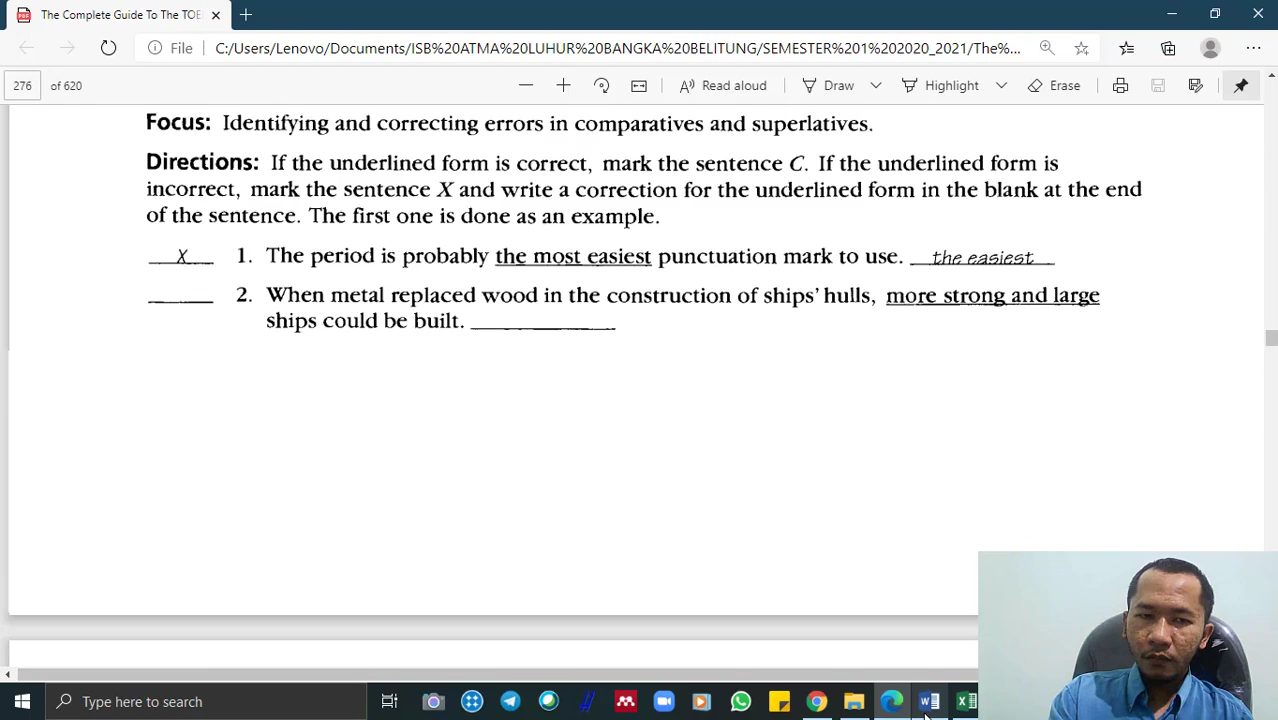 The Complete Guide To The TOE
File
C:/Users/Lenovo/Documents/ISB%20ATMA%20LUHUR%20BANGKA%20BELITUNG/SEMESTER%201%202020_2021/The%...
276 of 620
Read aloud
Draw
Highlight
Erase
Focus: Identifying and correcting errors in comparatives and superlatives.
Directions: If the underlined form is correct, mark the sentence C. If the underlined form is
incorrect, mark the sentence X and write a correction for the underlined form in the blank at the end
of the sentence. The first one is done as an example.
X 1. The period is probably the most easiest punctuation mark to use. the easiest
2. When metal replaced wood in the construction of ships' hulls, more strong and large
ships could be built.
Type here to search